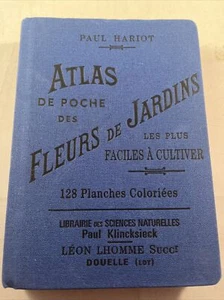 PAUL HARIOT
ATLAS
DE POCHE
DES
FLEURS DE JARDINS
LES PLUS
FACILES À CULTIVER
128 Planches Coloriées
LIBRAIRIE DES SCIENCES NATURELLES
Paul Klincksieck
LÉON LHOMME Succr
DOUELLE (LOT)